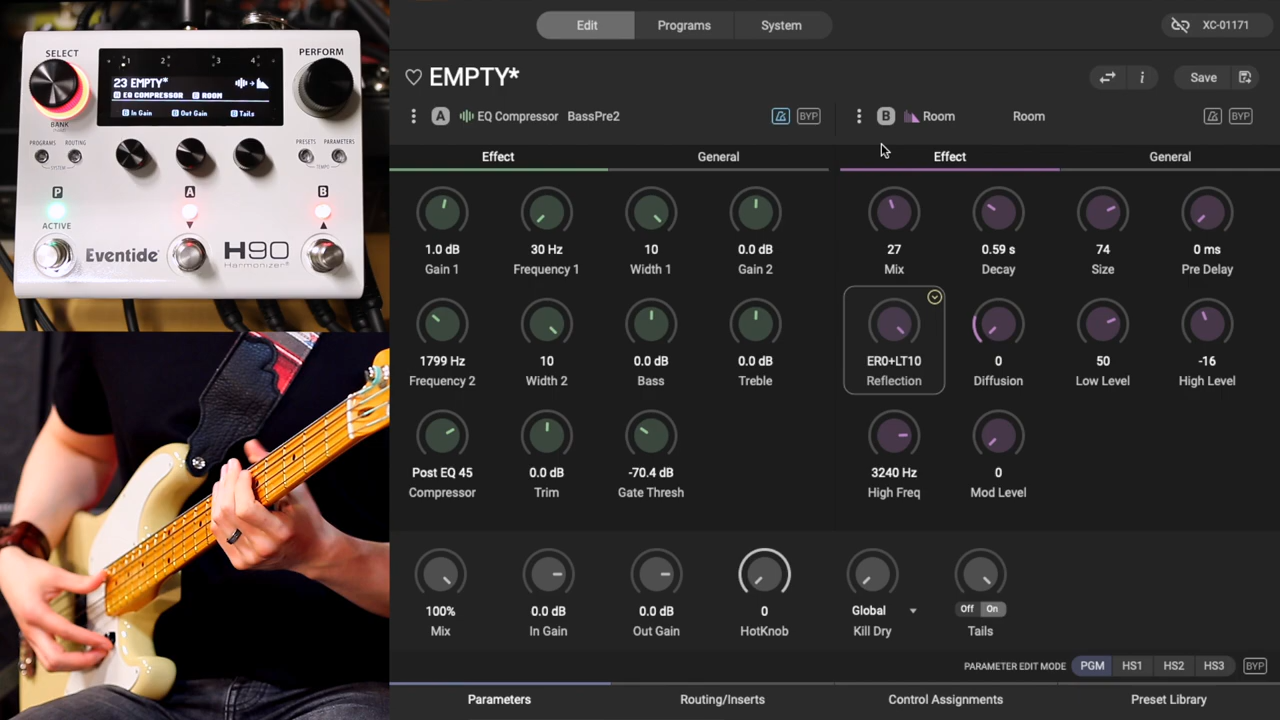 SELECT
PERFORM
1 2 3 4
23 EMPTY*
A EQ COMPRESSOR B ROOM
In Gain Out Gain Tails
BANK
PROGRAMS ROUTING
SYSTEM
PRESETS PARAMETERS
TEMPO
P A B
ACTIVE
Eventide®
H90
Harmonizer®
Edit Programs System
XC-01171
EMPTY*
i Save
A EQ Compressor BassPre2 BYP
B Room Room BYP
Effect General
Effect General
1.0 dB 30 Hz 10 0.0 dB
Gain 1 Frequency 1 Width 1 Gain 2
27 0.59 s 74 0 ms
Mix Decay Size Pre Delay
1799 Hz 10 0.0 dB 0.0 dB
Frequency 2 Width 2 Bass Treble
ER0+LT10 0 50 -16
Reflection Diffusion Low Level High Level
Post EQ 45 0.0 dB -70.4 dB
Compressor Trim Gate Thresh
3240 Hz 0
High Freq Mod Level
100% 0.0 dB 0.0 dB 0 Global Off On
Mix In Gain Out Gain HotKnob Kill Dry Tails
PARAMETER EDIT MODE PGM HS1 HS2 HS3 BYP
Parameters Routing/Inserts Control Assignments Preset Library